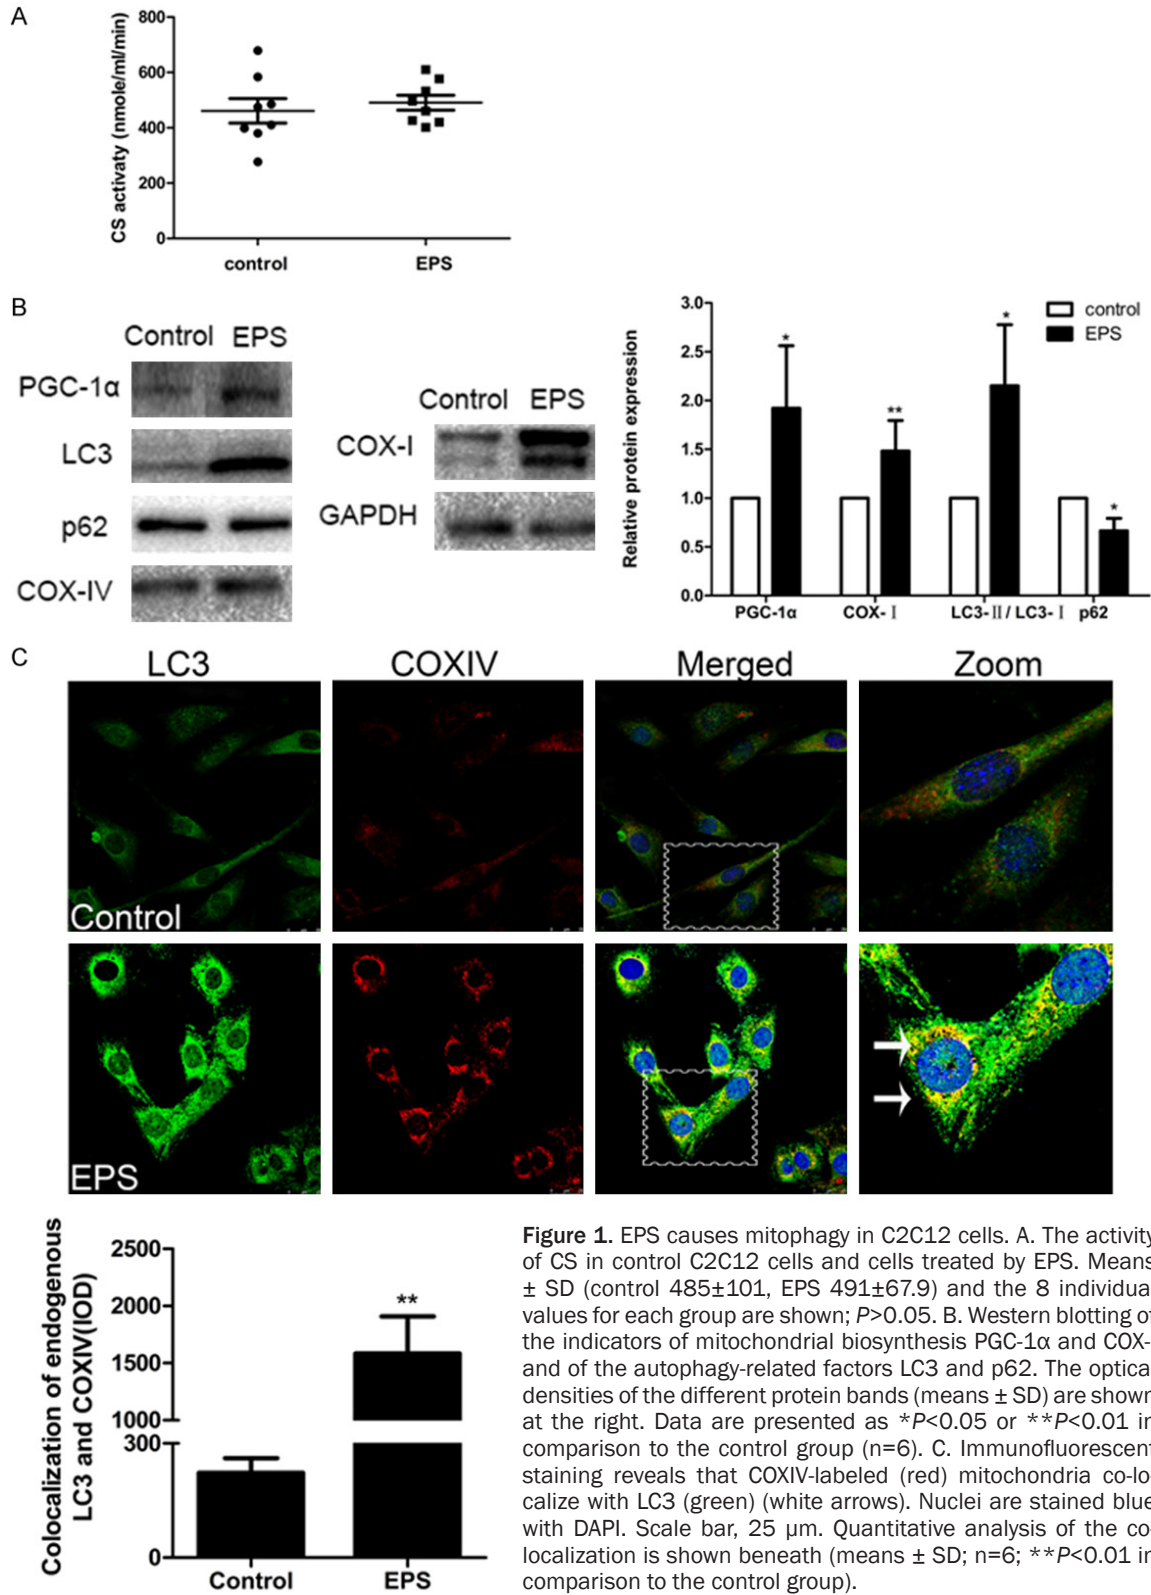 A
800
600
400
200
0
CS activaty (nmole/ml/min)
control
EPS
B
Control EPS
PGC-1α
LC3
p62
COX-IV
Control EPS
COX-I
GAPDH
3.0
2.5
2.0
1.5
1.0
0.5
0.0
Relative protein expression
control
EPS
*
**
*
*
PGC-1α COX-Ⅰ LC3-Ⅱ/ LC3-Ⅰ p62
C
LC3 COXIV Merged Zoom
Control
EPS
2500
2000
1500
1000
300
0
Colocalization of endogenous
LC3 and COXIV(IOD)
**
Control EPS
Figure 1. EPS causes mitophagy in C2C12 cells. A. The activity
of CS in control C2C12 cells and cells treated by EPS. Means
± SD (control 485±101, EPS 491±67.9) and the 8 individua
values for each group are shown; P>0.05. B. Western blotting of
the indicators of mitochondrial biosynthesis PGC-1α and COX-
and of the autophagy-related factors LC3 and p62. The optica
densities of the different protein bands (means ± SD) are shown
at the right. Data are presented as *P<0.05 or **P<0.01 in
comparison to the control group (n=6). C. Immunofluorescen
staining reveals that COXIV-labeled (red) mitochondria co-lo-
calize with LC3 (green) (white arrows). Nuclei are stained blue
with DAPI. Scale bar, 25 µm. Quantitative analysis of the co-
localization is shown beneath (means ± SD; n=6; **P<0.01 in
comparison to the control group).